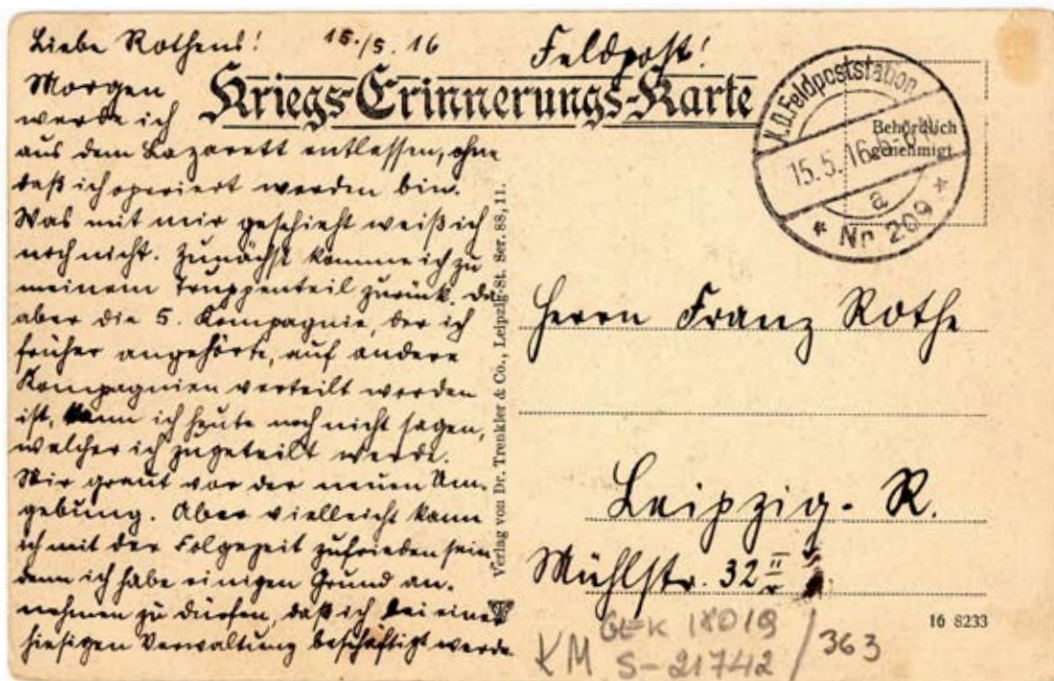 Liebe Rothens! 15./5. 16
Feldpost!
Kriegs-Erinnerungs-Karte
Morgen
werde ich
aus dem Lazarett entlassen, ohne
daß ich operiert worden bin.
Was mit mir geschieht weiß ich
noch nicht. Zunächst komme ich zu
meinem Truppenteil zurück. Da
aber die 5. Kompagnie, der ich
früher angehörte, auf andere
Kompagnien verteilt worden
ist, kann ich heute noch nicht sagen,
welcher ich zugeteilt werde.
Mir graut vor der neuen Um-
gebung. Aber vielleicht kann
ich mit der Folgezeit zufrieden sein,
denn ich habe einigen Grund an-
nehmen zu dürfen, daß ich bei einer
hiesigen Verwaltung beschäftigt werde.
Verlag von Dr. Trenkler & Co., Leipzig-St. Ser. 88, 11.
K.D. Feldpoststation
15.5.16
a
* Nr. 209 *
Behördlich
genehmigt
Herrn Franz Rothe
Leipzig - R.
Mühlstr. 32 II
16 8233
GEK 18019
KM S-21742 / 363